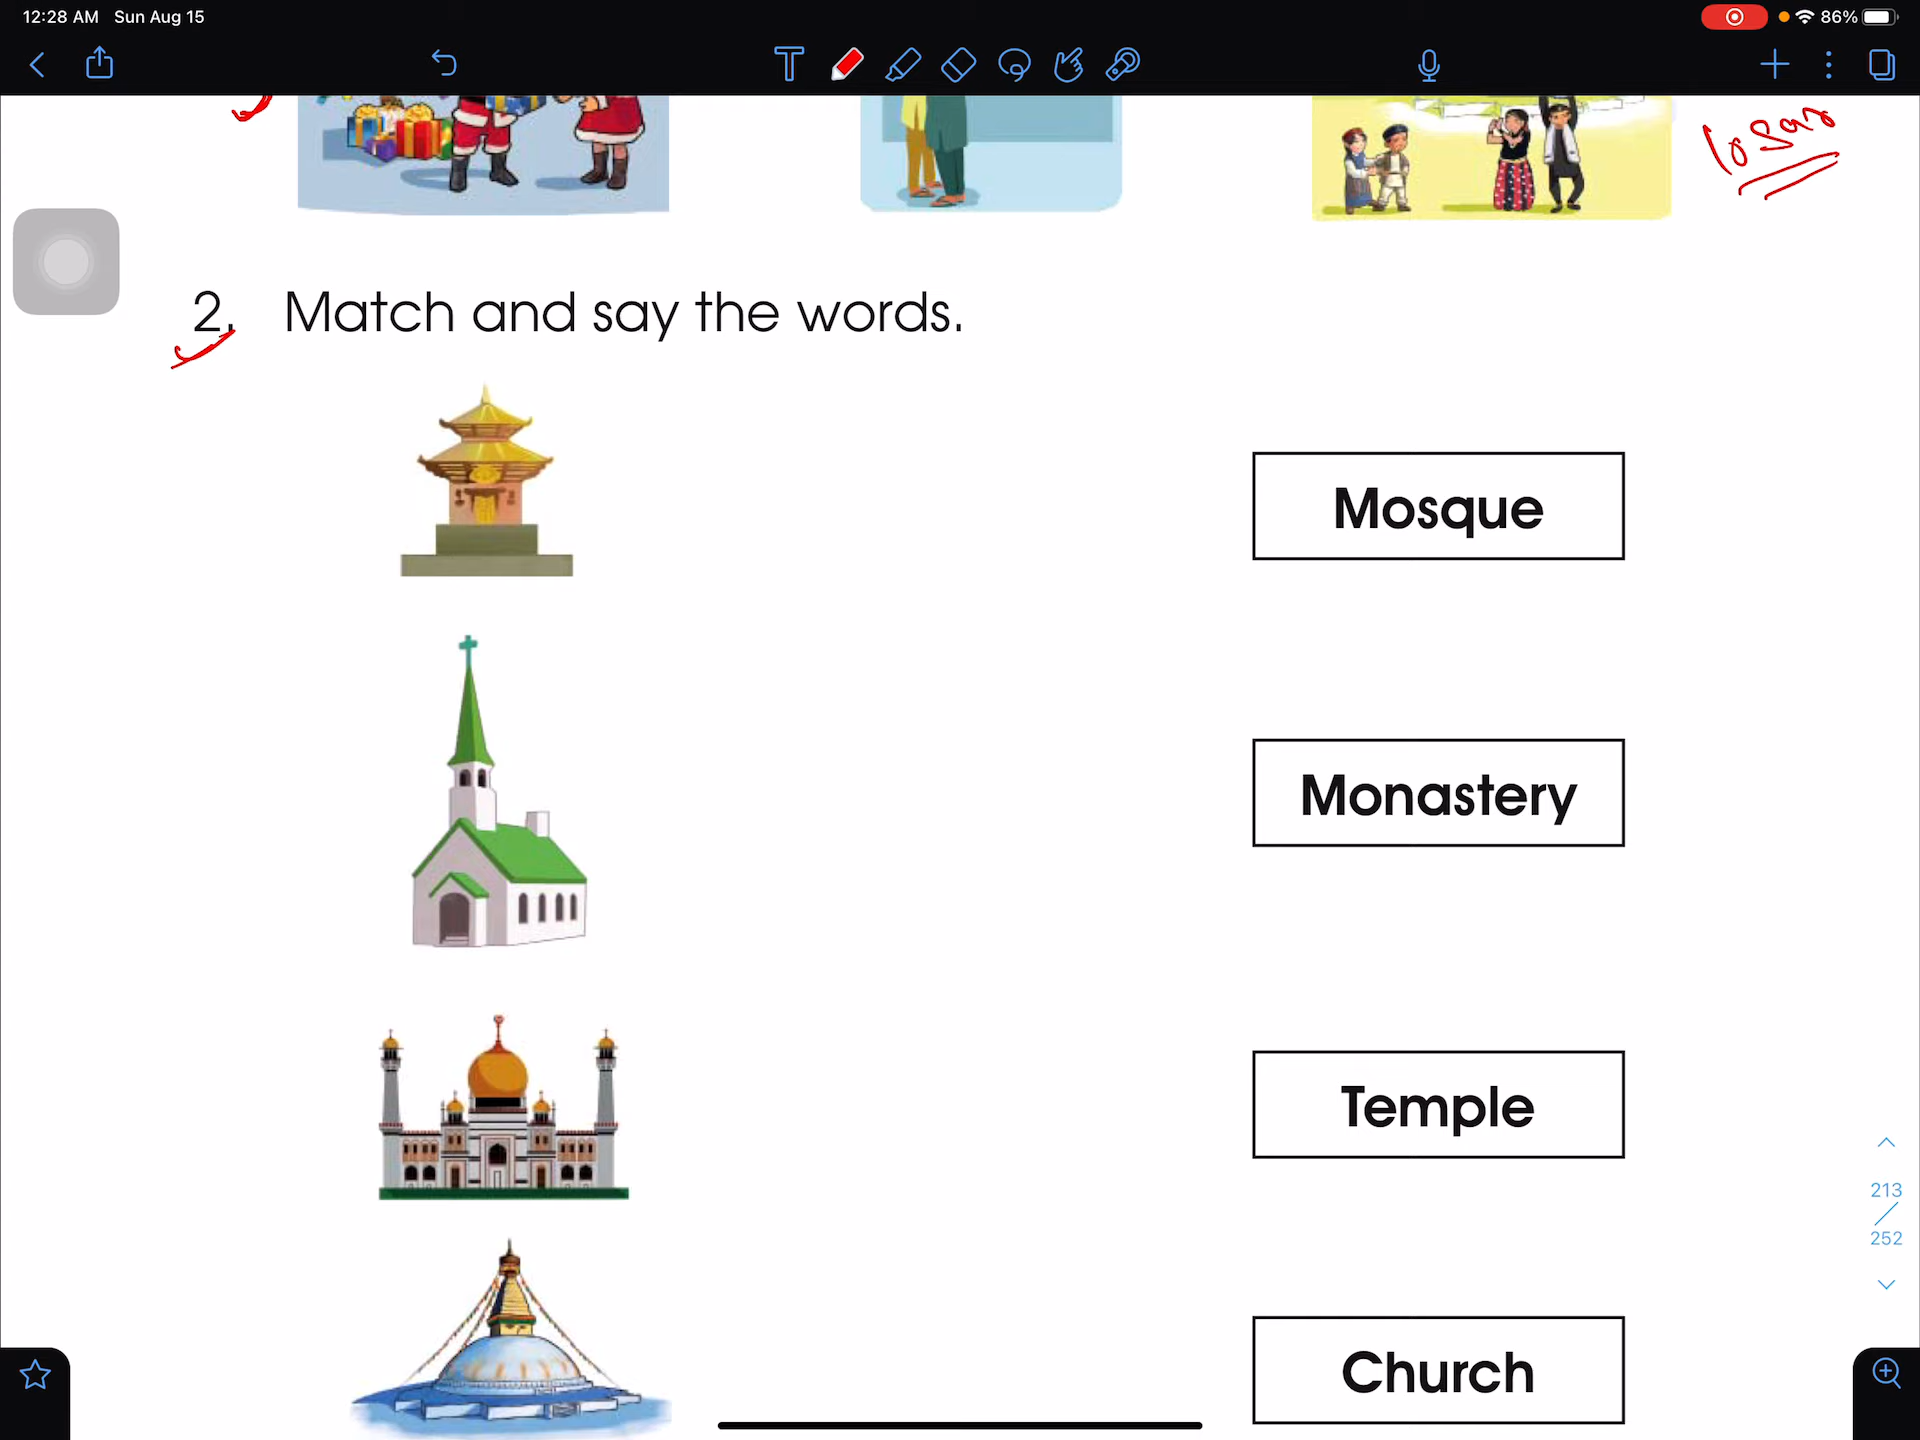 12:28 AM Sun Aug 15
86%
losar
2. Match and say the words.
Mosque
Monastery
Temple
213
252
Church